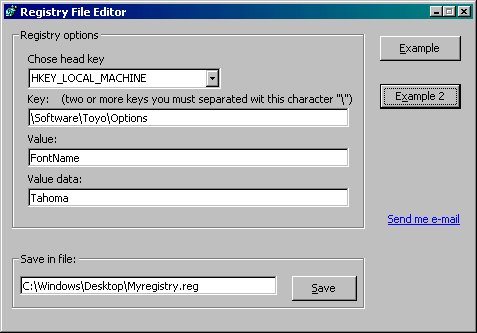 Registry File Editor
Registry options
Chose head key
HKEY_LOCAL_MACHINE
Key: (two or more keys you must separated wit this character "\")
\Software\Toyo\Options
Value:
FontName
Value data:
Tahoma
Example
Example 2
Send me e-mail
Save in file:
C:\Windows\Desktop\Myregistry.reg
Save